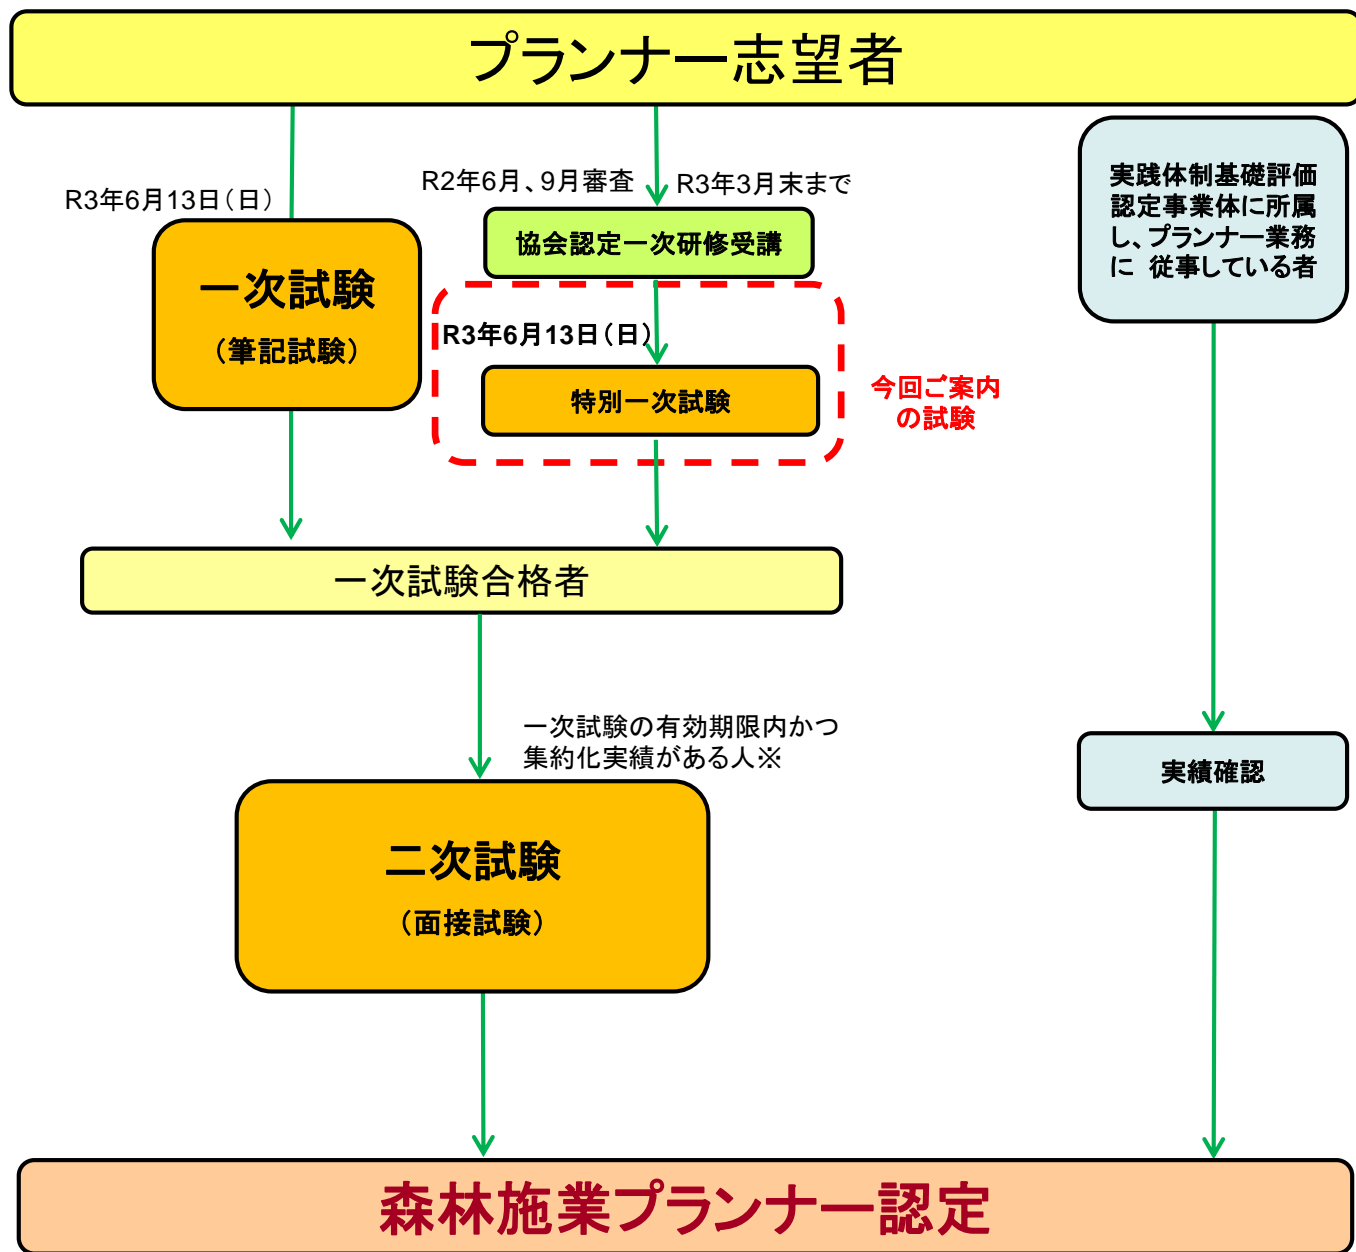 プランナー志望者
R3年6月13日（日）
一次試験
（筆記試験）
R2年6月、9月審査
R3年3月末まで
協会認定一次研修受講
R3年6月13日（日）
特別一次試験
今回ご案内
の試験
実践体制基礎評価
認定事業体に所属
し、プランナー業務
に 従事している者
一次試験合格者
一次試験の有効期限内かつ
集約化実績がある人※
実績確認
二次試験
（面接試験）
森林施業プランナー認定